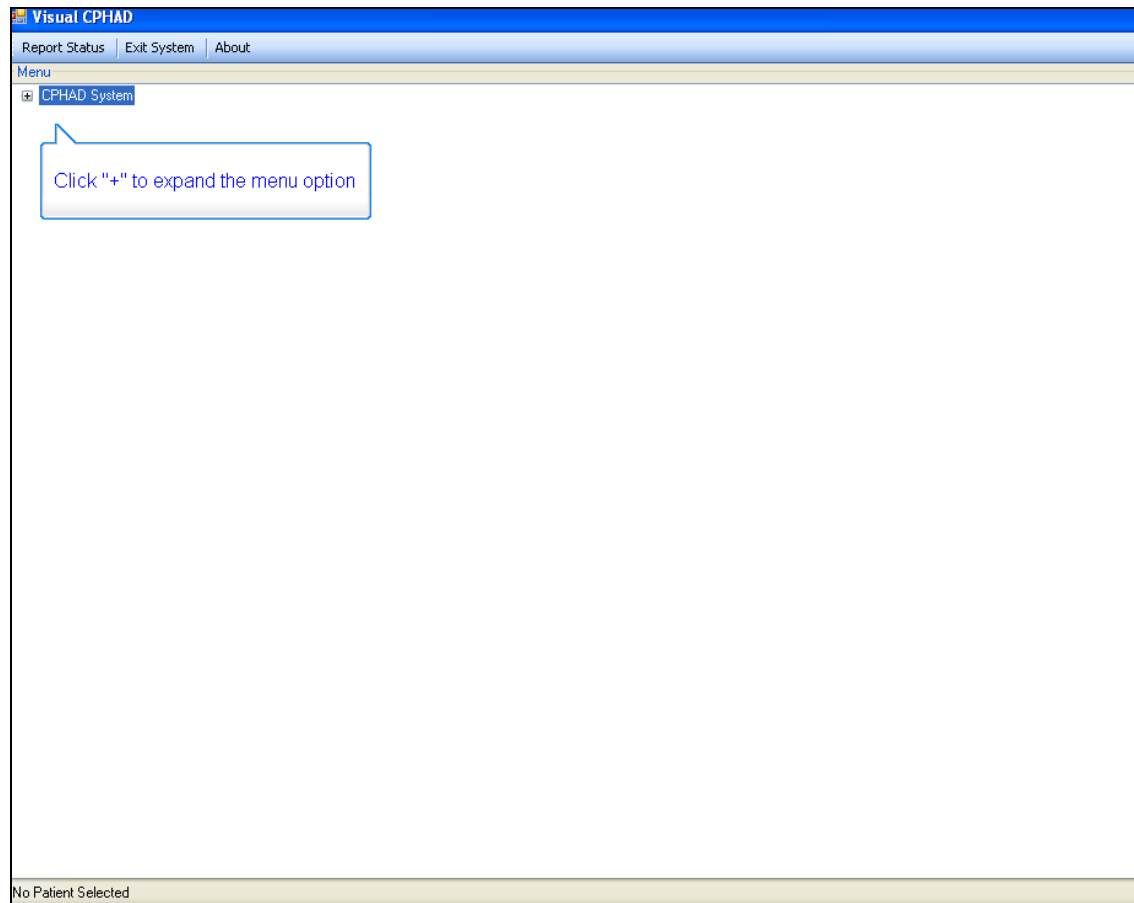 Visual CPHAD
Report Status Exit System About
Menu
CPHAD System
Click "+" to expand the menu option
No Patient Selected